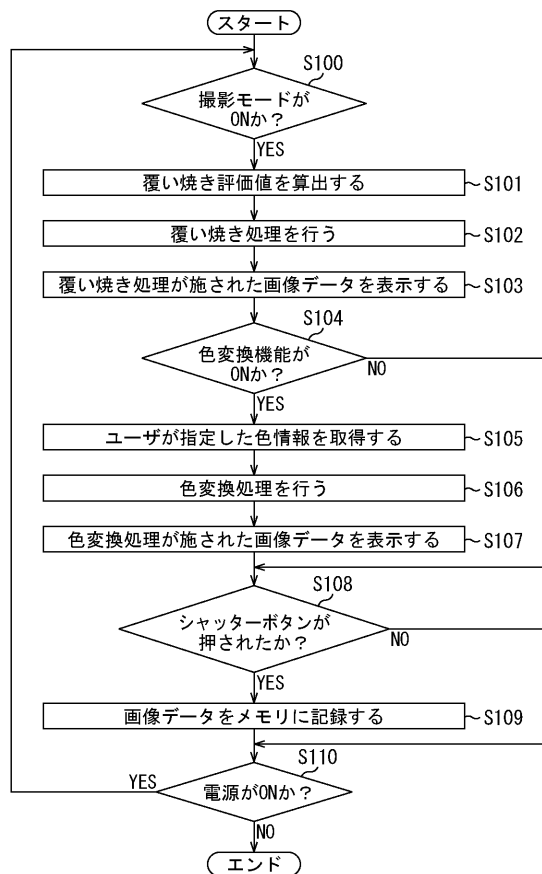 スタート
S100
撮影モードが
ONか？
YES
覆い焼き評価値を算出する
S101
覆い焼き処理を行う
S102
覆い焼き処理が施された画像データを表示する
S103
S104
色変換機能が
ONか？
NO
YES
ユーザが指定した色情報を取得する
S105
色変換処理を行う
S106
色変換処理が施された画像データを表示する
S107
S108
シャッターボタンが
押されたか？
NO
YES
画像データをメモリに記録する
S109
S110
YES
電源がONか？
NO
エンド